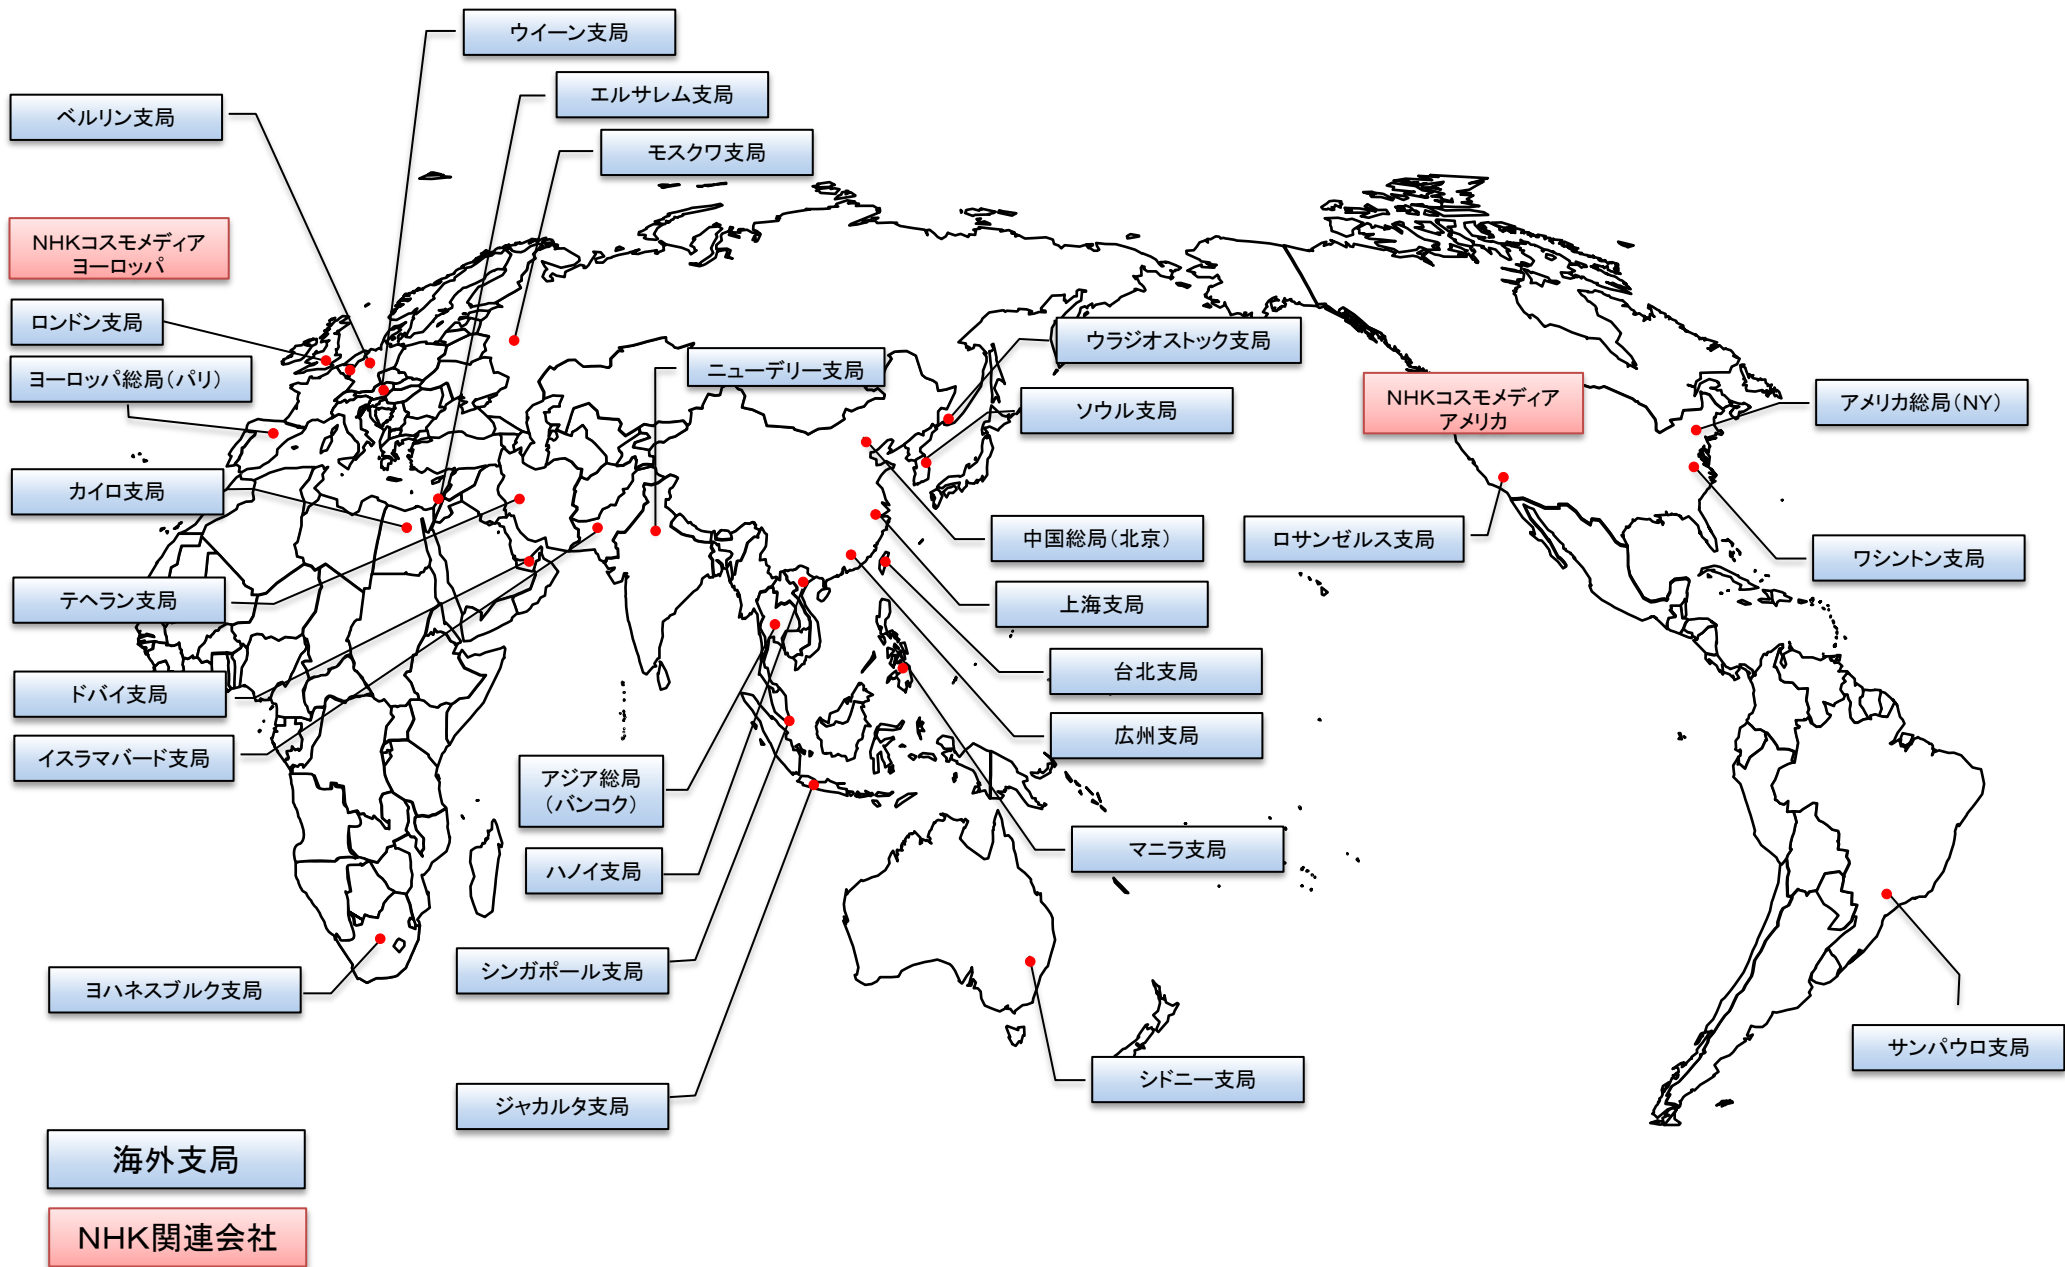 ウイーン支局
エルサレム支局
ベルリン支局
モスクワ支局
NHKコスモメディア
ヨーロッパ
ロンドン支局
ヨーロッパ総局（パリ）
ウラジオストック支局
ニューデリー支局
ソウル支局
NHKコスモメディア
アメリカ
アメリカ総局（NY）
カイロ支局
中国総局（北京）
ロサンゼルス支局
ワシントン支局
テヘラン支局
上海支局
ドバイ支局
台北支局
イスラマバード支局
広州支局
アジア総局
（バンコク）
マニラ支局
ハノイ支局
シンガポール支局
ヨハネスブルク支局
サンパウロ支局
シドニー支局
ジャカルタ支局
海外支局
NHK関連会社